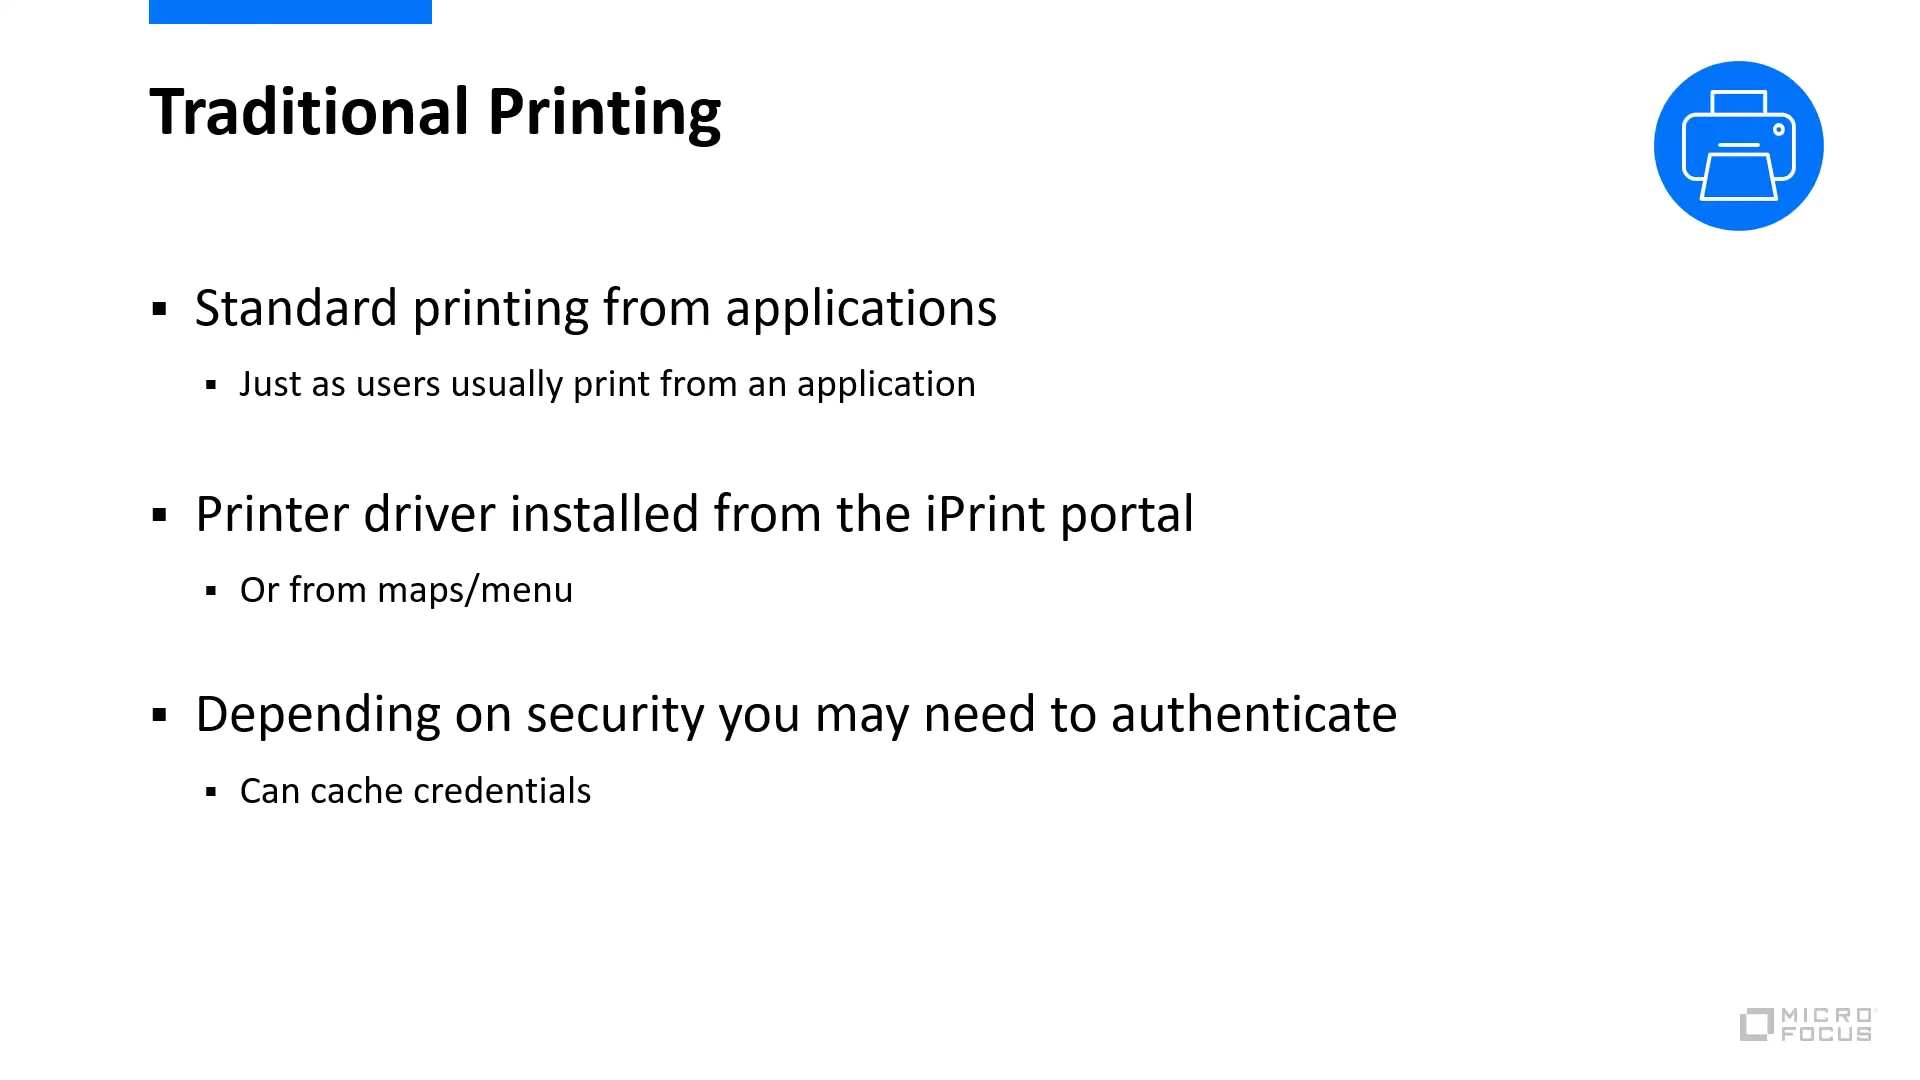 Traditional Printing
▪ Standard printing from applications
▪ Just as users usually print from an application
▪ Printer driver installed from the iPrint portal
▪ Or from maps/menu
▪ Depending on security you may need to authenticate
▪ Can cache credentials
MICRO
FOCUS